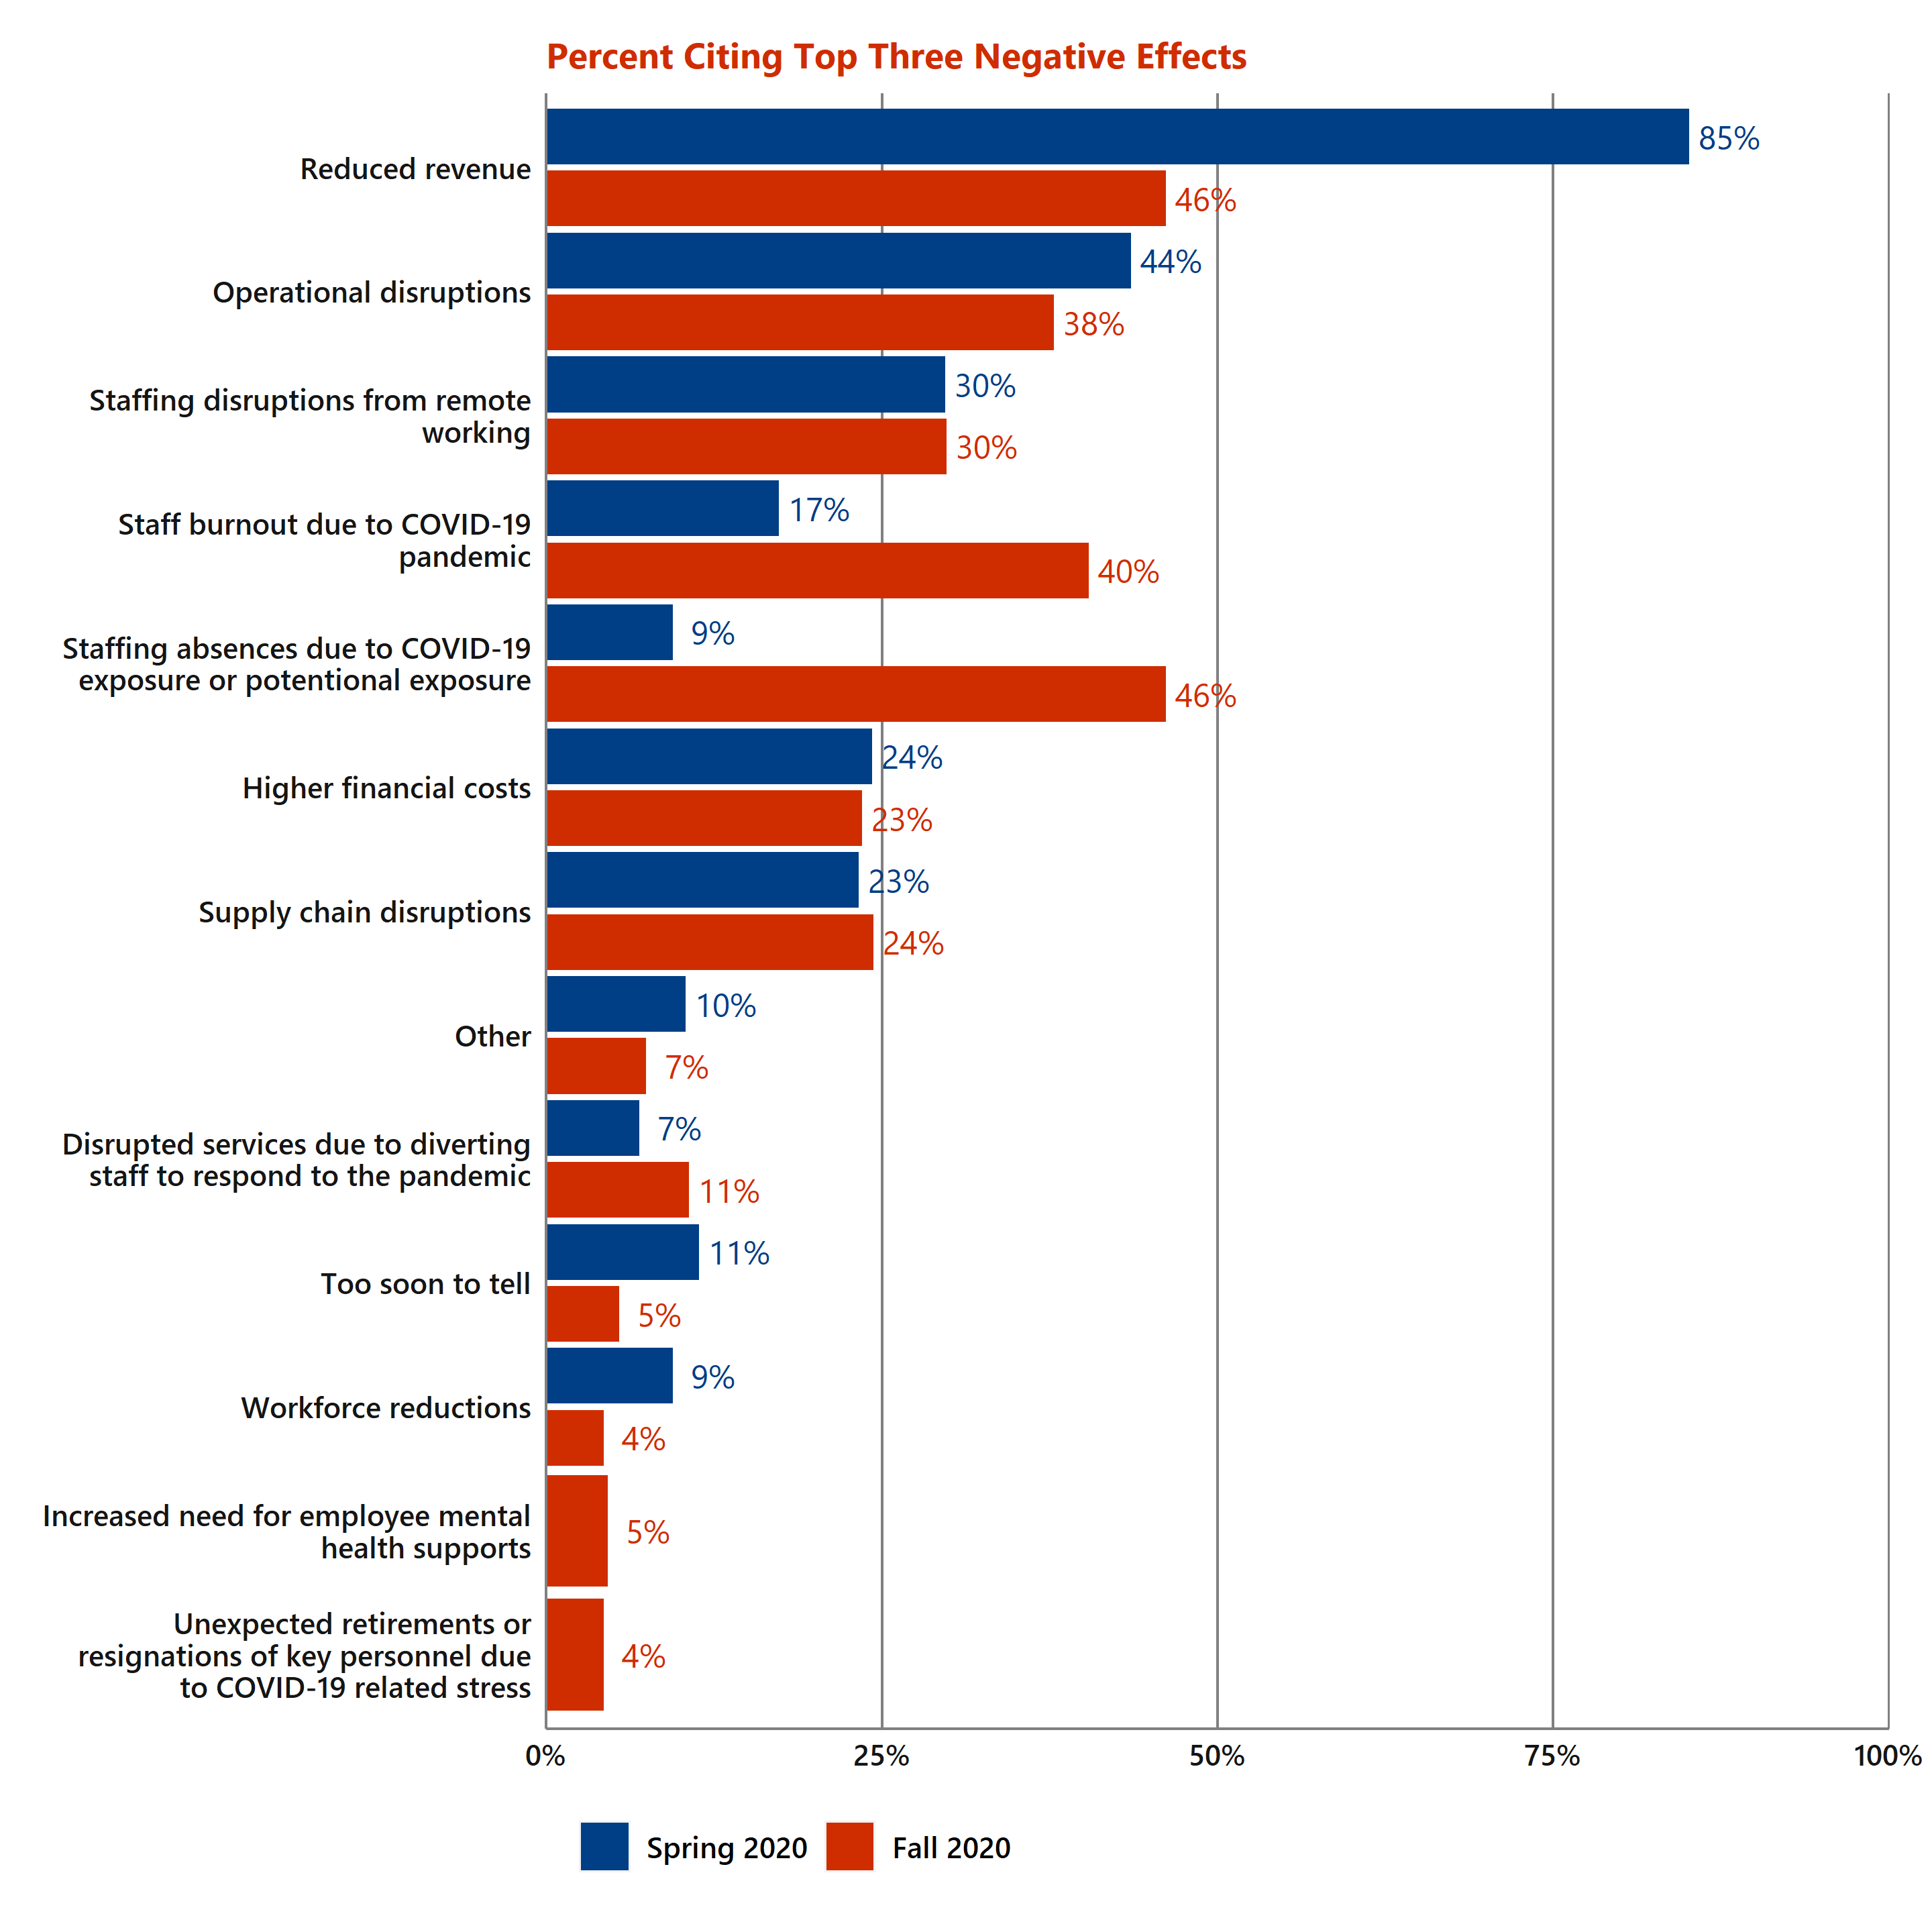 Percent Citing Top Three Negative Effects
Reduced revenue
85%
46%
Operational disruptions
44%
38%
Staffing disruptions from remote
working
30%
30%
Staff burnout due to COVID-19
pandemic
17%
40%
Staffing absences due to COVID-19
exposure or potential exposure
9%
46%
Higher financial costs
24%
23%
Supply chain disruptions
23%
24%
Other
10%
7%
Disrupted services due to diverting
staff to respond to the pandemic
7%
11%
Too soon to tell
11%
5%
Workforce reductions
9%
4%
Increased need for employee mental
health supports
5%
Unexpected retirements or
resignations of key personnel due
to COVID-19 related stress
4%
0% 25% 50% 75% 100%
Spring 2020 Fall 2020